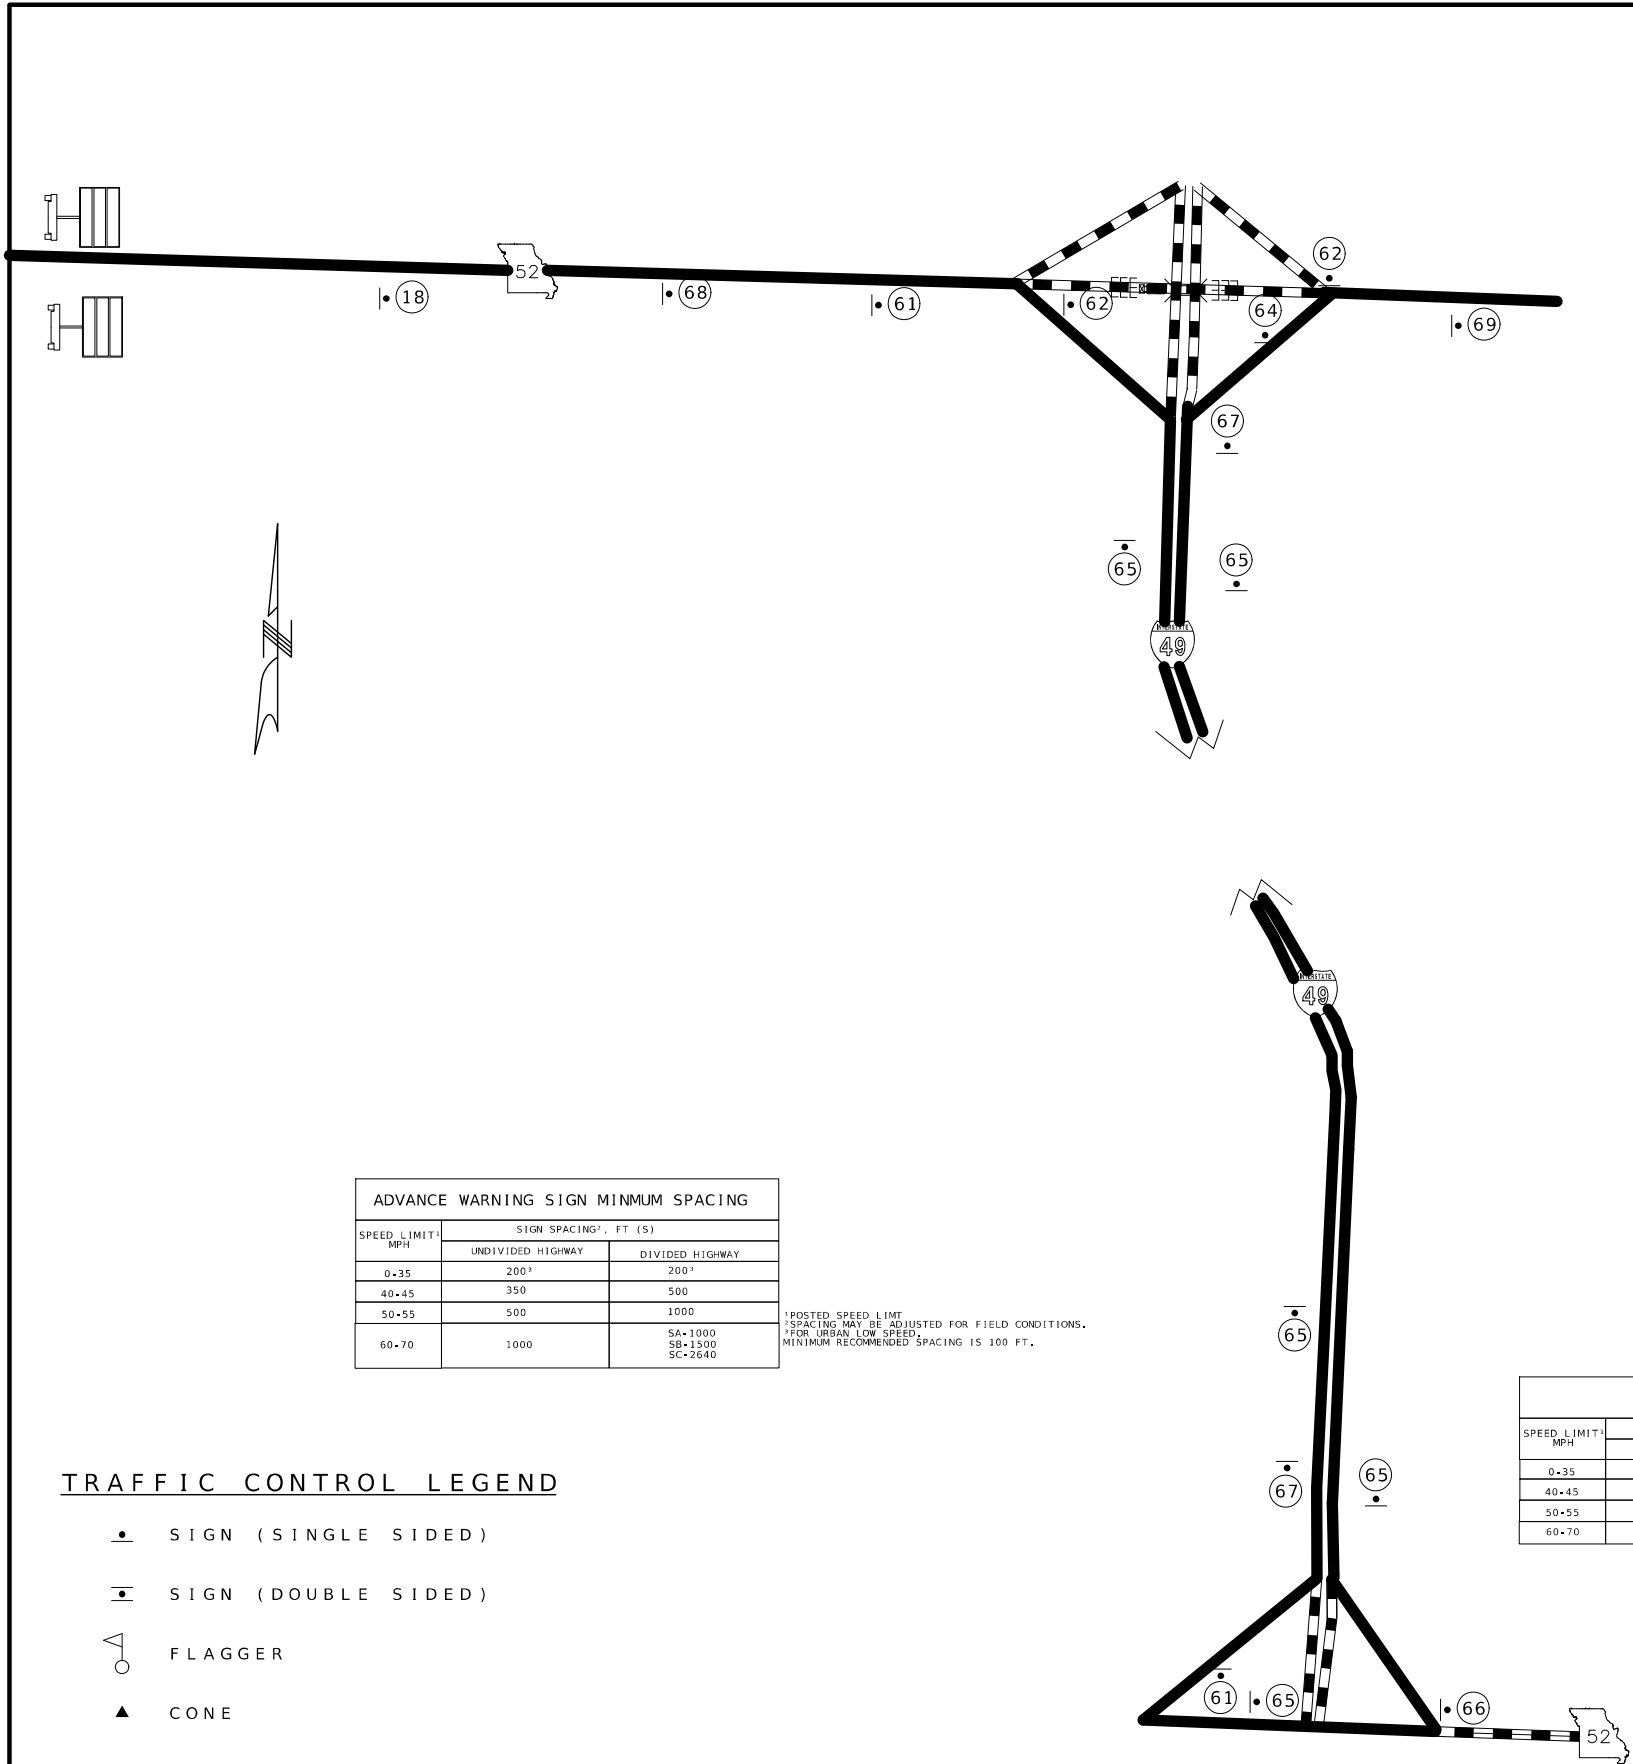 62
52
18
68
61
62
64
69
67
65
65
INTERSTATE
49
N
INTERSTATE
49
ADVANCE WARNING SIGN MINMUM SPACING
SPEED LIMIT¹ MPH
SIGN SPACING², FT (S)
UNDIVIDED HIGHWAY
DIVIDED HIGHWAY
0-35 200³ 200³
40-45 350 500
50-55 500 1000
60-70 1000 SA-1000
SB-1500
SC-2640
¹POSTED SPEED LIMT
²SPACING MAY BE ADJUSTED FOR FIELD CONDITIONS.
³FOR URBAN LOW SPEED,
MINIMUM RECOMMENDED SPACING IS 100 FT.
65
SPEED LIMIT¹
MPH
0-35
40-45
50-55
60-70
67
65
TRAFFIC CONTROL LEGEND
SIGN (SINGLE SIDED)
SIGN (DOUBLE SIDED)
FLAGGER
CONE
61
65
66
52